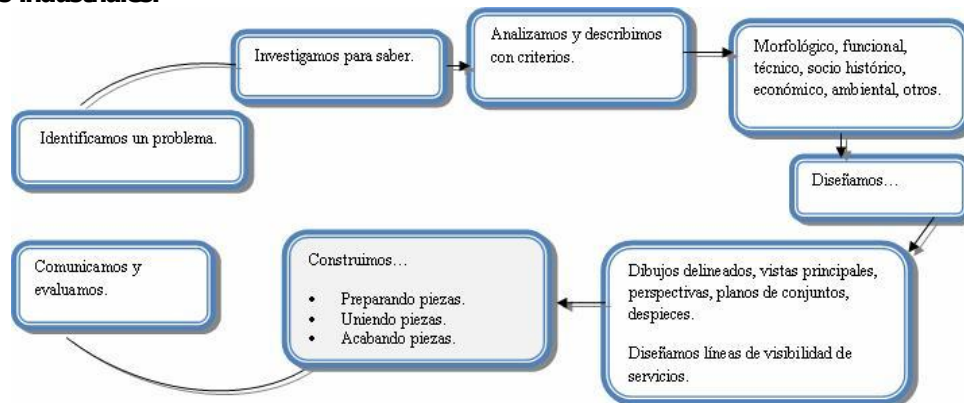 Investigamos para saber.
Analizamos y describimos
con criterios.
Morfológico, funcional,
técnico, socio histórico,
económico, ambiental, otros.
Identificamos un problema.
Diseñamos...
Dibujos delineados, vistas principales,
perspectivas, planos de conjuntos,
despieces.
Diseñamos líneas de visibilidad de
servicios.
Construimos...
• Preparando piezas.
• Uniendo piezas.
• Acabando piezas.
Comunicamos y
evaluamos.